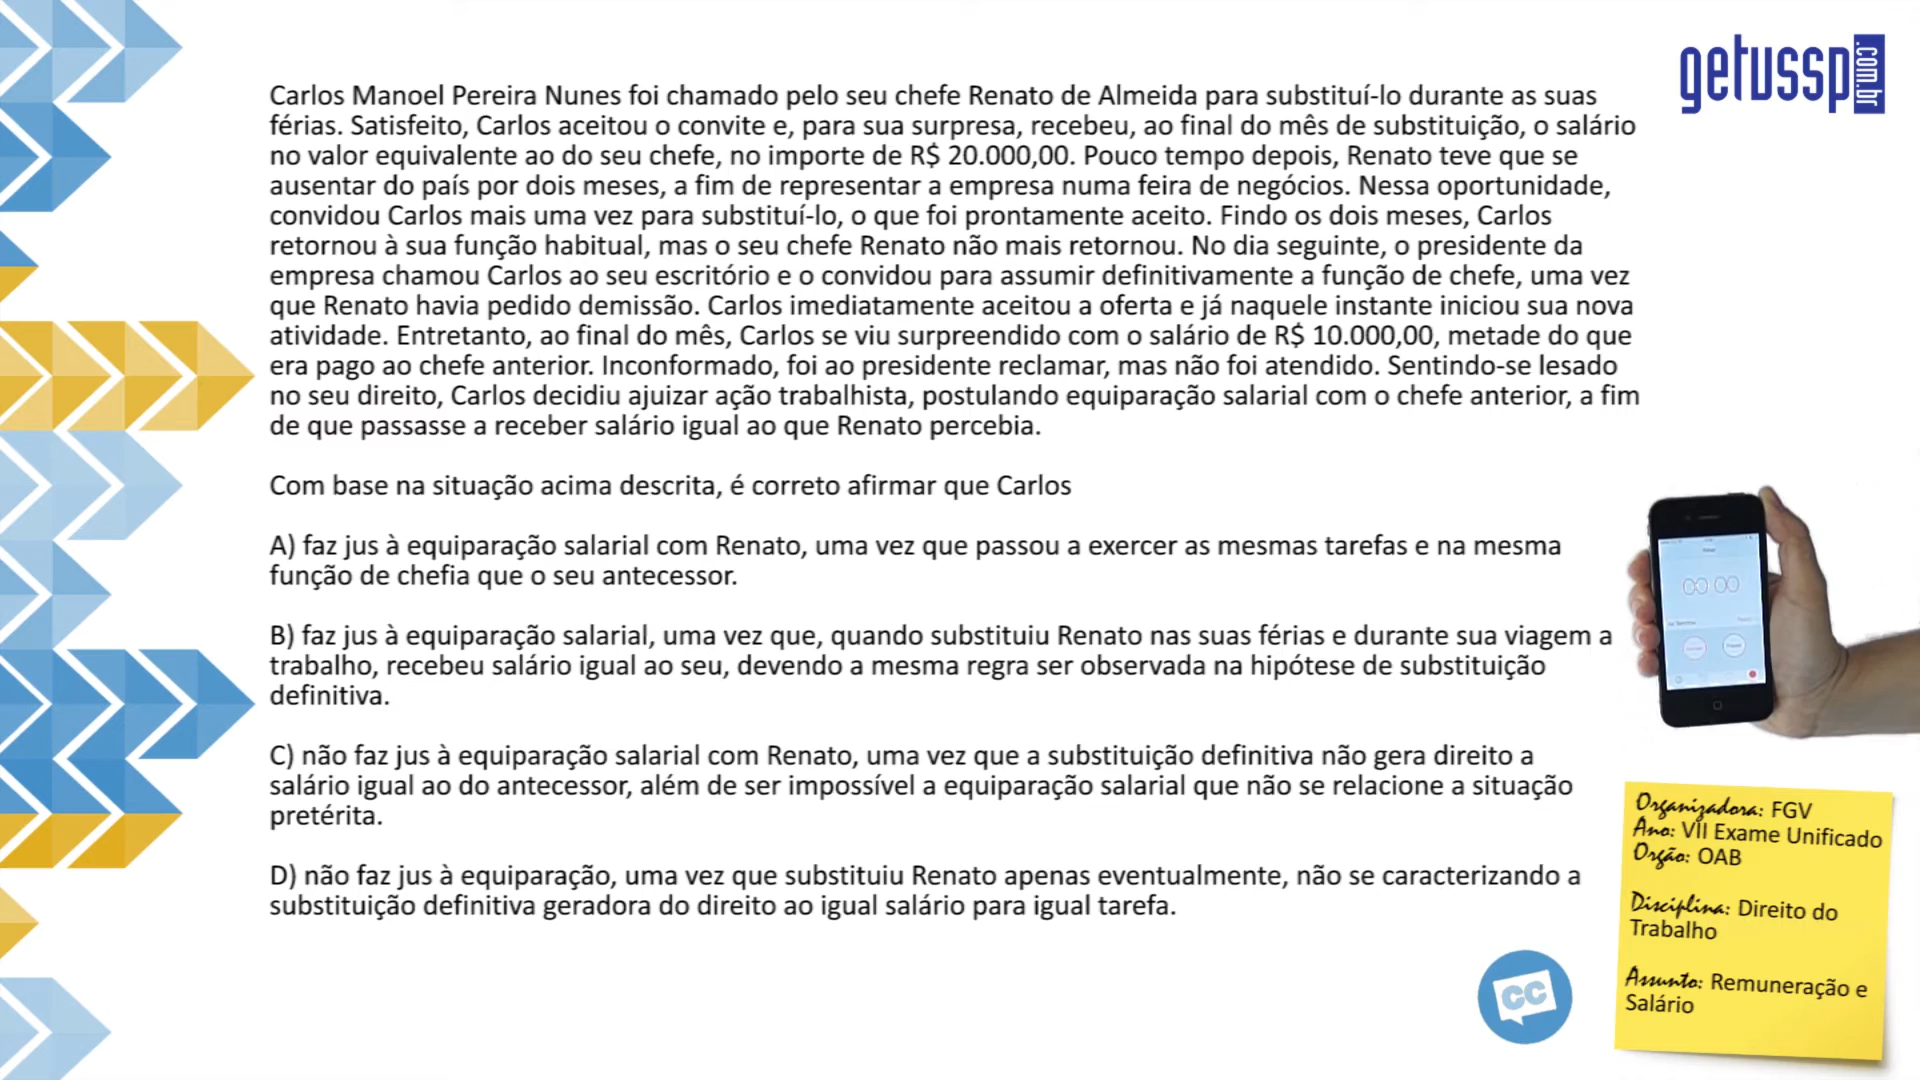 getussp.com.br
Carlos Manoel Pereira Nunes foi chamado pelo seu chefe Renato de Almeida para substituí-lo durante as suas
férias. Satisfeito, Carlos aceitou o convite e, para sua surpresa, recebeu, ao final do mês de substituição, o salário
no valor equivalente ao do seu chefe, no importe de R$ 20.000,00. Pouco tempo depois, Renato teve que se
ausentar do país por dois meses, a fim de representar a empresa numa feira de negócios. Nessa oportunidade,
convidou Carlos mais uma vez para substituí-lo, o que foi prontamente aceito. Findo os dois meses, Carlos
retornou à sua função habitual, mas o seu chefe Renato não mais retornou. No dia seguinte, o presidente da
empresa chamou Carlos ao seu escritório e o convidou para assumir definitivamente a função de chefe, uma vez
que Renato havia pedido demissão. Carlos imediatamente aceitou a oferta e já naquele instante iniciou sua nova
atividade. Entretanto, ao final do mês, Carlos se viu surpreendido com o salário de R$ 10.000,00, metade do que
era pago ao chefe anterior. Inconformado, foi ao presidente reclamar, mas não foi atendido. Sentindo-se lesado
no seu direito, Carlos decidiu ajuizar ação trabalhista, postulando equiparação salarial com o chefe anterior, a fim
de que passasse a receber salário igual ao que Renato percebia.
Com base na situação acima descrita, é correto afirmar que Carlos
A) faz jus à equiparação salarial com Renato, uma vez que passou a exercer as mesmas tarefas e na mesma
função de chefia que o seu antecessor.
B) faz jus à equiparação salarial, uma vez que, quando substituiu Renato nas suas férias e durante sua viagem a
trabalho, recebeu salário igual ao seu, devendo a mesma regra ser observada na hipótese de substituição
definitiva.
C) não faz jus à equiparação salarial com Renato, uma vez que a substituição definitiva não gera direito a
salário igual ao do antecessor, além de ser impossível a equiparação salarial que não se relacione a situação
pretérita.
D) não faz jus à equiparação, uma vez que substituiu Renato apenas eventualmente, não se caracterizando a
substituição definitiva geradora do direito ao igual salário para igual tarefa.
00 00
Organizadora: FGV
Ano: VII Exame Unificado
Orgão: OAB
Disciplina: Direito do
Trabalho
Assunto: Remuneração e
Salário
CC